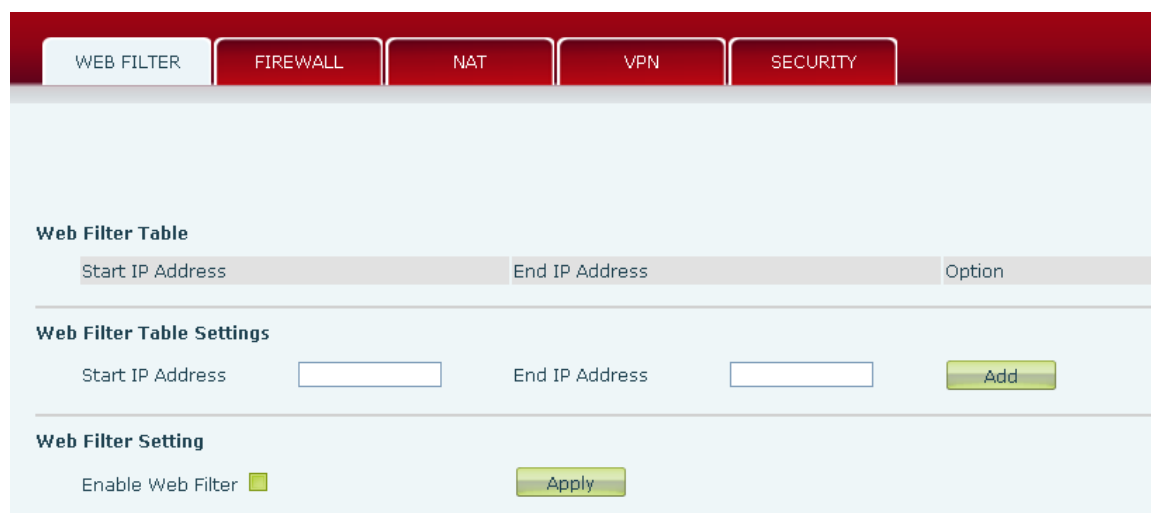 WEB FILTER FIREWALL NAT VPN SECURITY
Web Filter Table
Start IP Address End IP Address Option
Web Filter Table Settings
Start IP Address End IP Address Add
Web Filter Setting
Enable Web Filter Apply